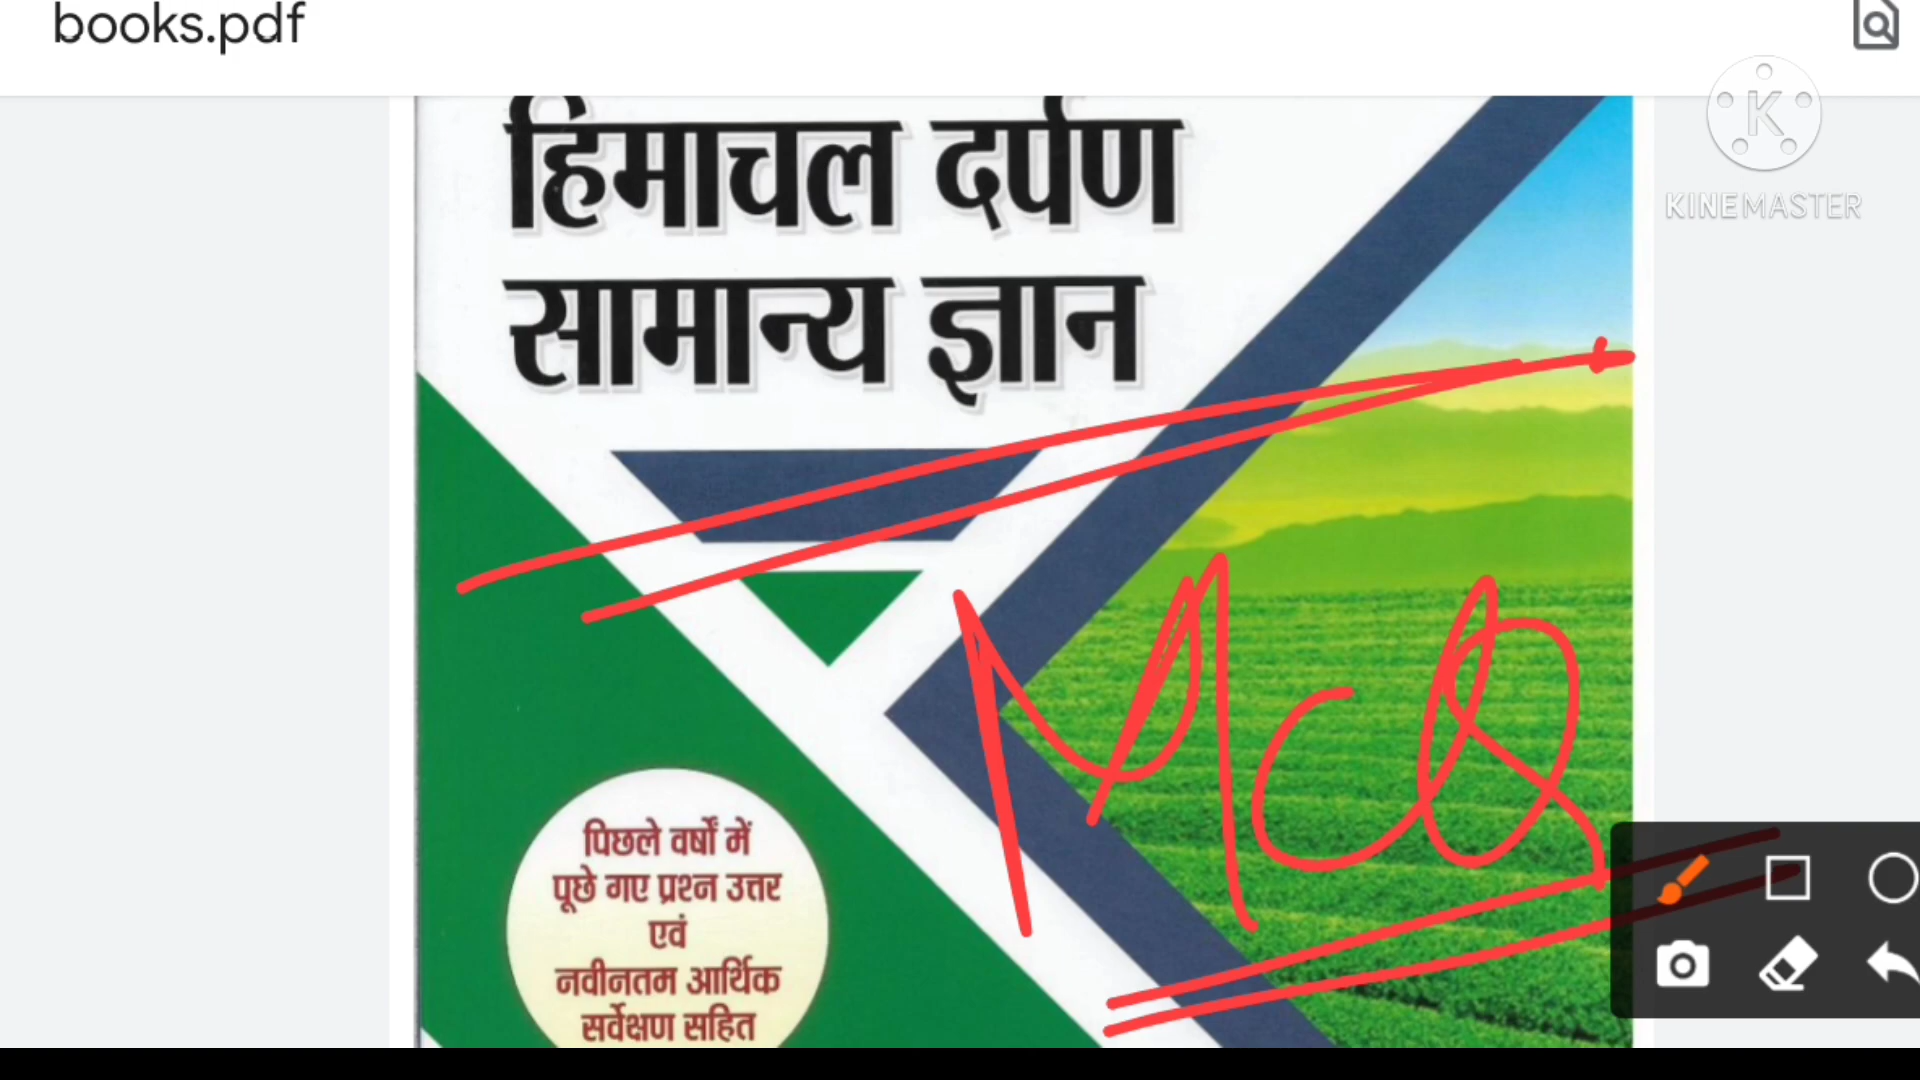 books.pdf
K
KINEMASTER
हिमाचल दर्पण
सामान्य ज्ञान
MCQ
पिछले वर्षों में
पूछे गए प्रश्न उत्तर
एवं
नवीनतम आर्थिक
सर्वेक्षण सहित